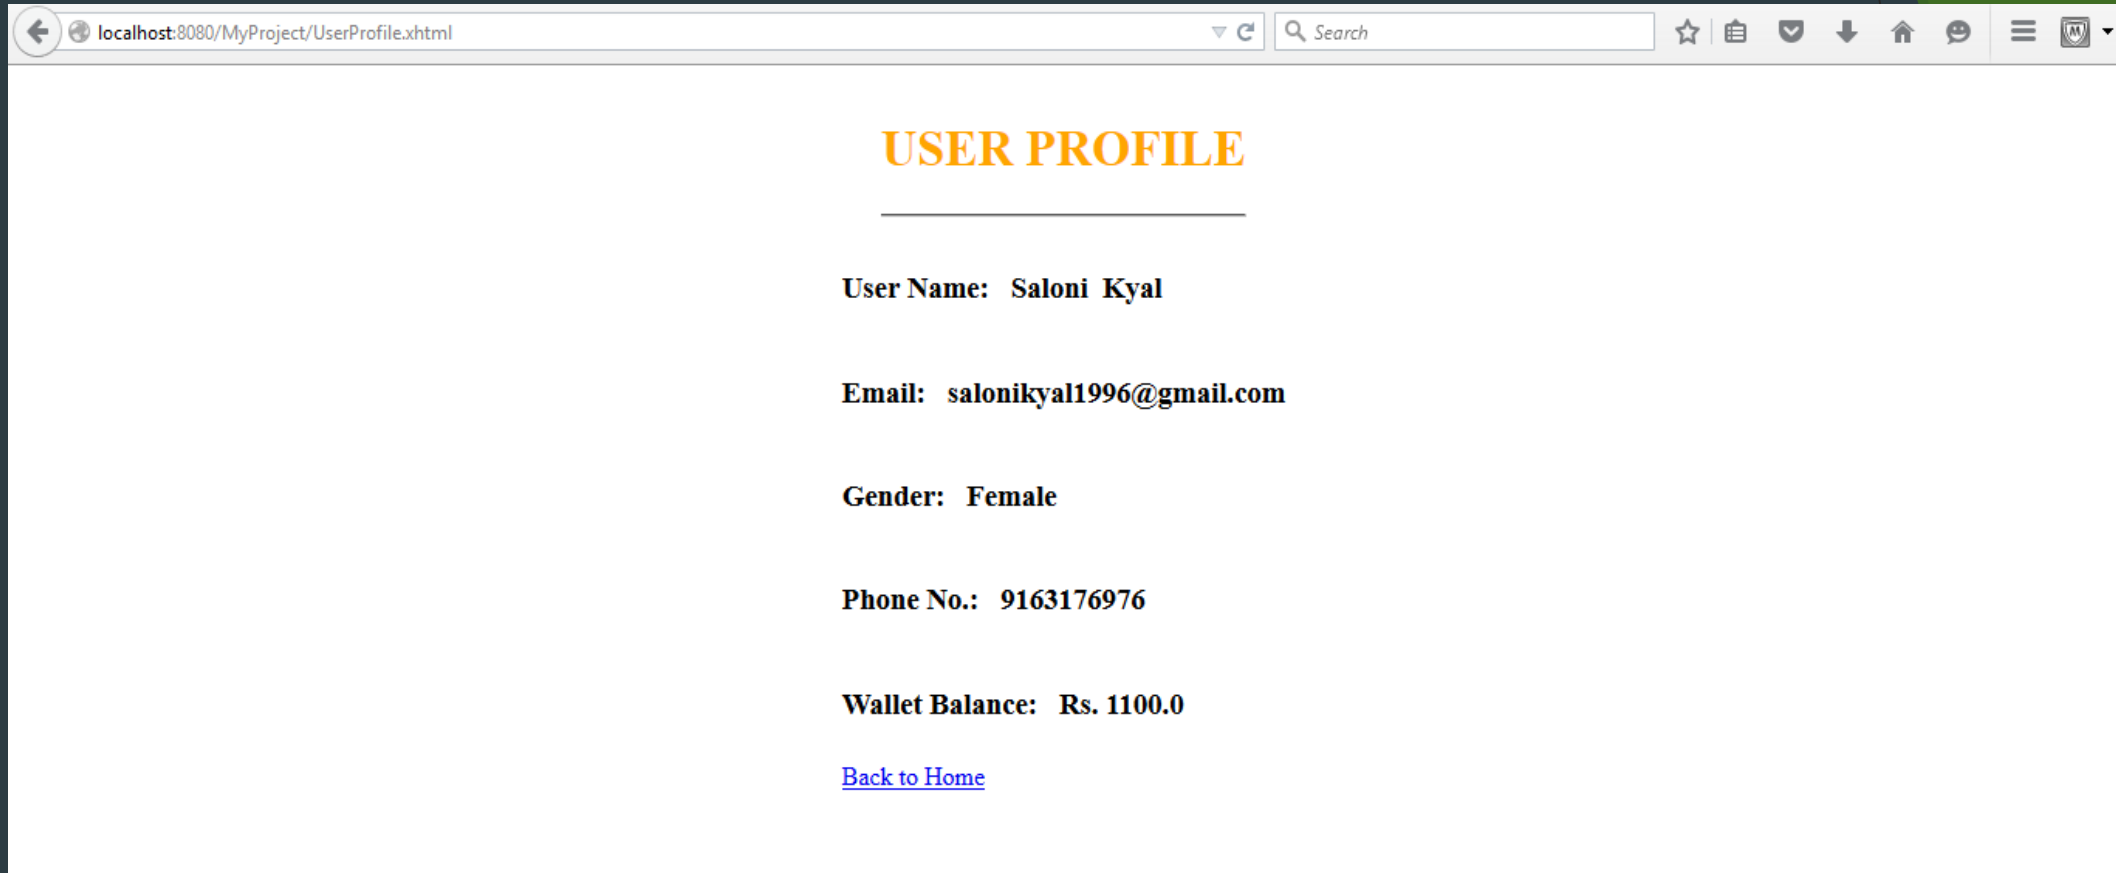 localhost:8080/MyProject/UserProfile.xhtml
Search
USER PROFILE
User Name: Saloni Kyal
Email: salonikyal1996@gmail.com
Gender: Female
Phone No.: 9163176976
Wallet Balance: Rs. 1100.0
Back to Home